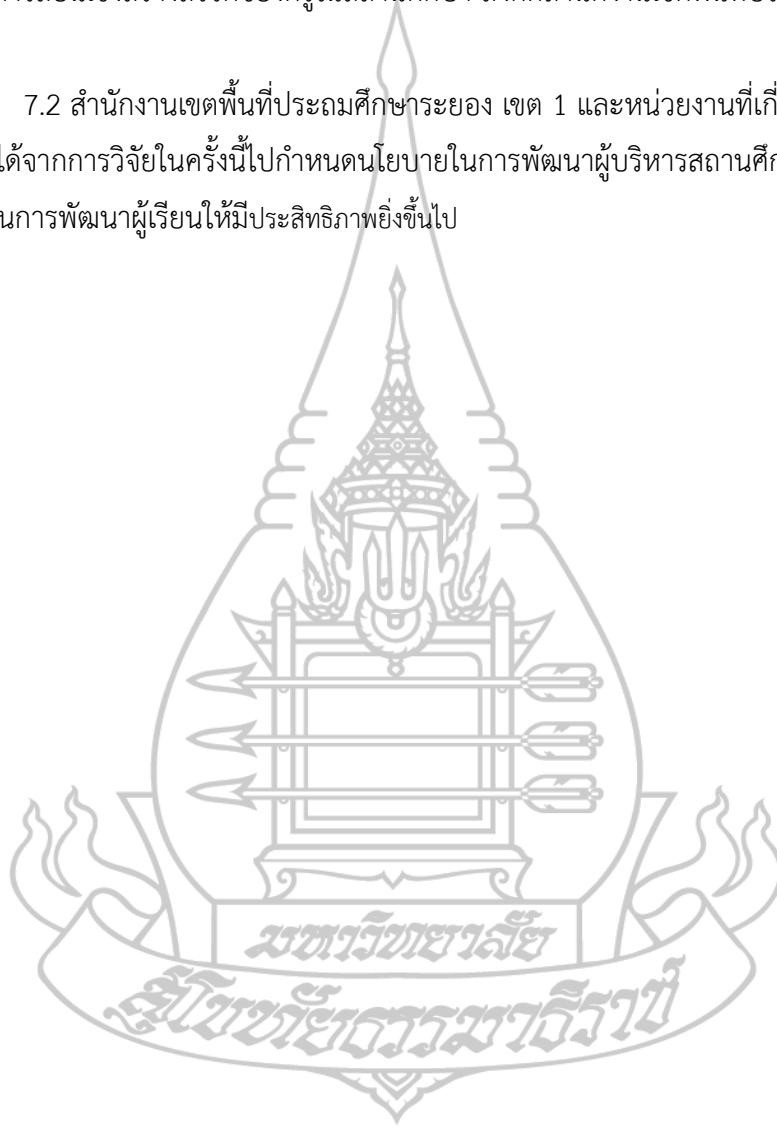 7.2 สำนักงานเขตพื้นที่ประถมศึกษาระยอง เขต 1 และหน่วยงานที่เกี่
ได้จากการวิจัยในครั้งนี้ไปกำหนดนโยบายในการพัฒนาผู้บริหารสถานศึก
นการพัฒนาผู้เรียนให้มีประสิทธิภาพยิ่งขึ้นไป
มหาวิทยาลัย
สุโขทัยธรรมาธิราช